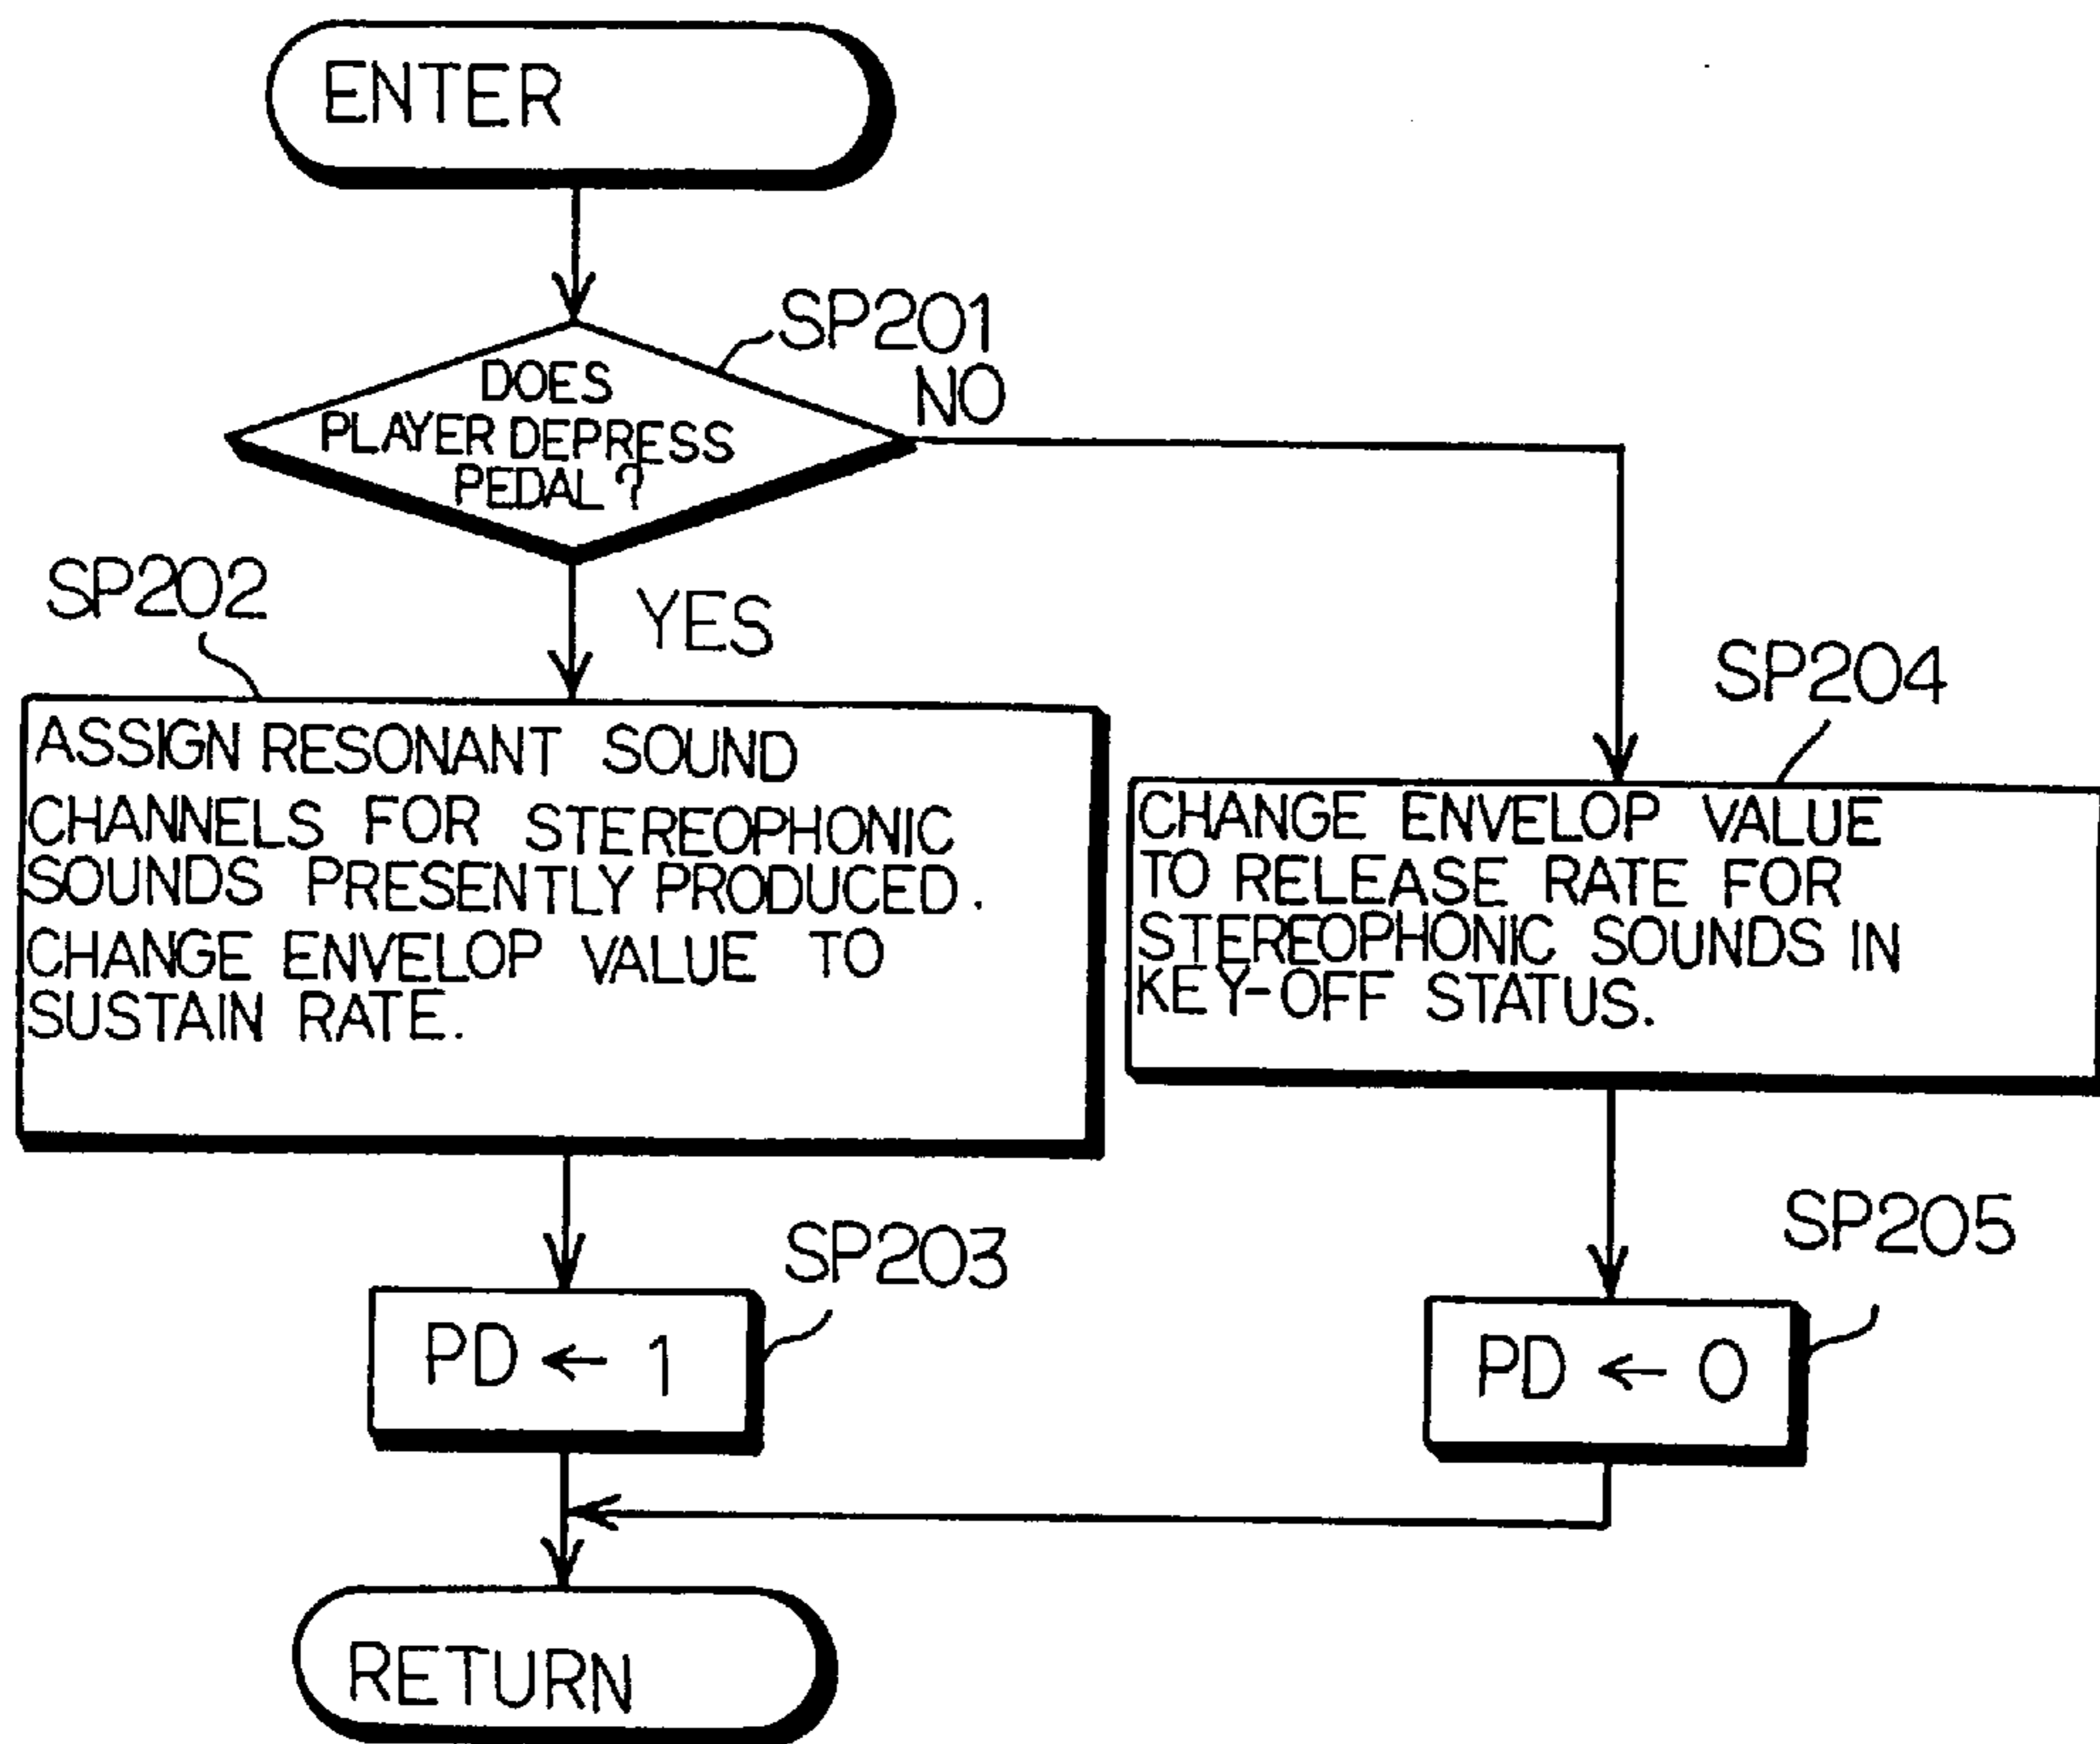 ENTER
SP201
NO
DOES
PLAYER DEPRESS
PEDAL?
SP202
YES
ASSIGN RESONANT SOUND
CHANNELS FOR STEREOPHONIC
SOUNDS PRESENTLY PRODUCED.
CHANGE ENVELOP VALUE TO
SUSTAIN RATE.
SP204
CHANGE ENVELOP VALUE
TO RELEASE RATE FOR
STEREOPHONIC SOUNDS IN
KEY-OFF STATUS.
SP203
PD ← 1
SP205
PD ← 0
RETURN